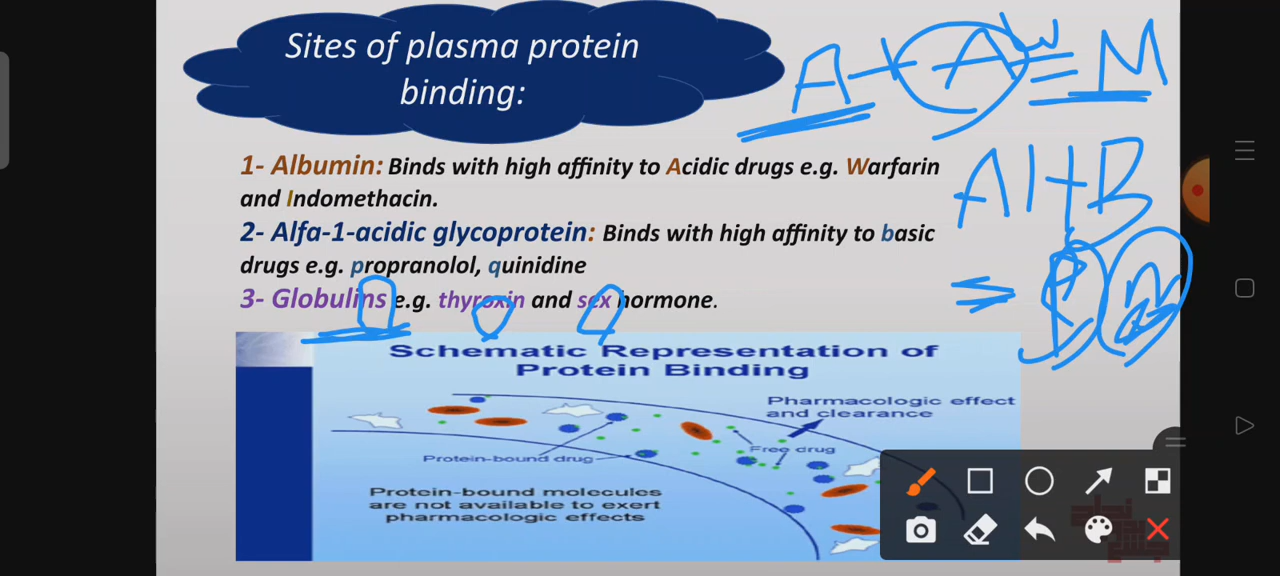 Sites of plasma protein
binding:
A + A = M
1- Albumin: Binds with high affinity to Acidic drugs e.g. Warfarin
and Indomethacin.
Al + B
2- Alfa-1-acidic glycoprotein: Binds with high affinity to basic
drugs e.g. propranolol, quinidine
3- Globulins e.g. thyroxin and sex hormone.
Schematic Representation of
Protein Binding
Pharmacologic effect
and clearance
Free drug
Protein-bound drug
Protein-bound molecules
are not available to exert
pharmacologic effects